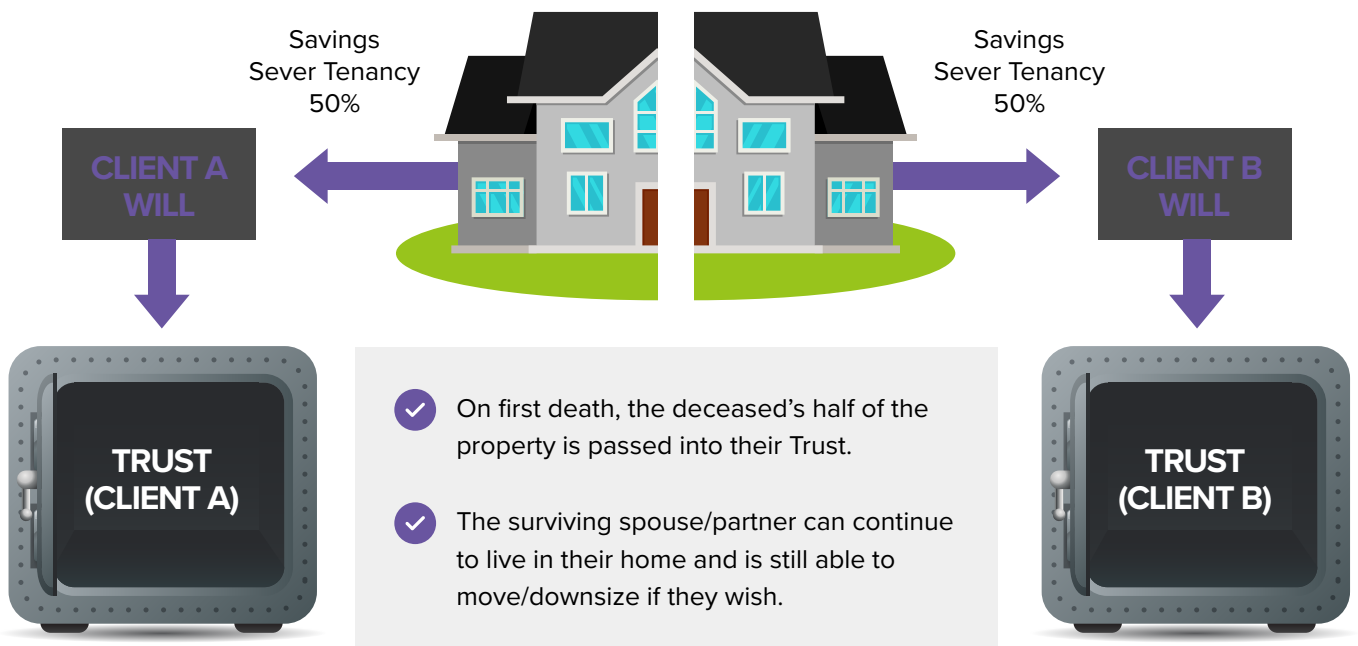 Savings
Sever Tenancy
50%
Savings
Sever Tenancy
50%
CLIENT A
WILL
CLIENT B
WILL
TRUST
(CLIENT A)
On first death, the deceased’s half of the
property is passed into their Trust.
The surviving spouse/partner can continue
to live in their home and is still able to
move/downsize if they wish.
TRUST
(CLIENT B)